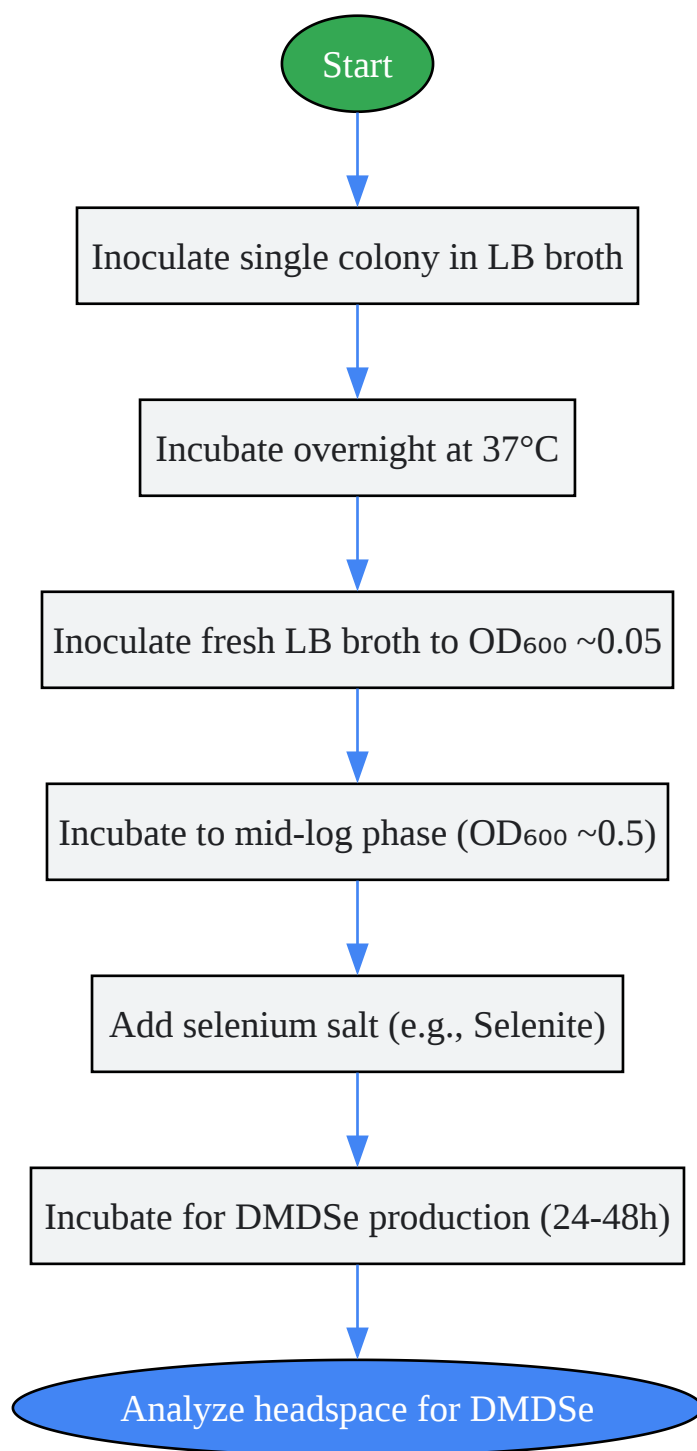 Start
Inoculate single colony in LB broth
Incubate overnight at 37°C
Inoculate fresh LB broth to OD₆₀₀ ~0.05
Incubate to mid-log phase (OD₆₀₀ ~0.5)
Add selenium salt (e.g., Selenite)
Incubate for DMDSe production (24-48h)
Analyze headspace for DMDSe